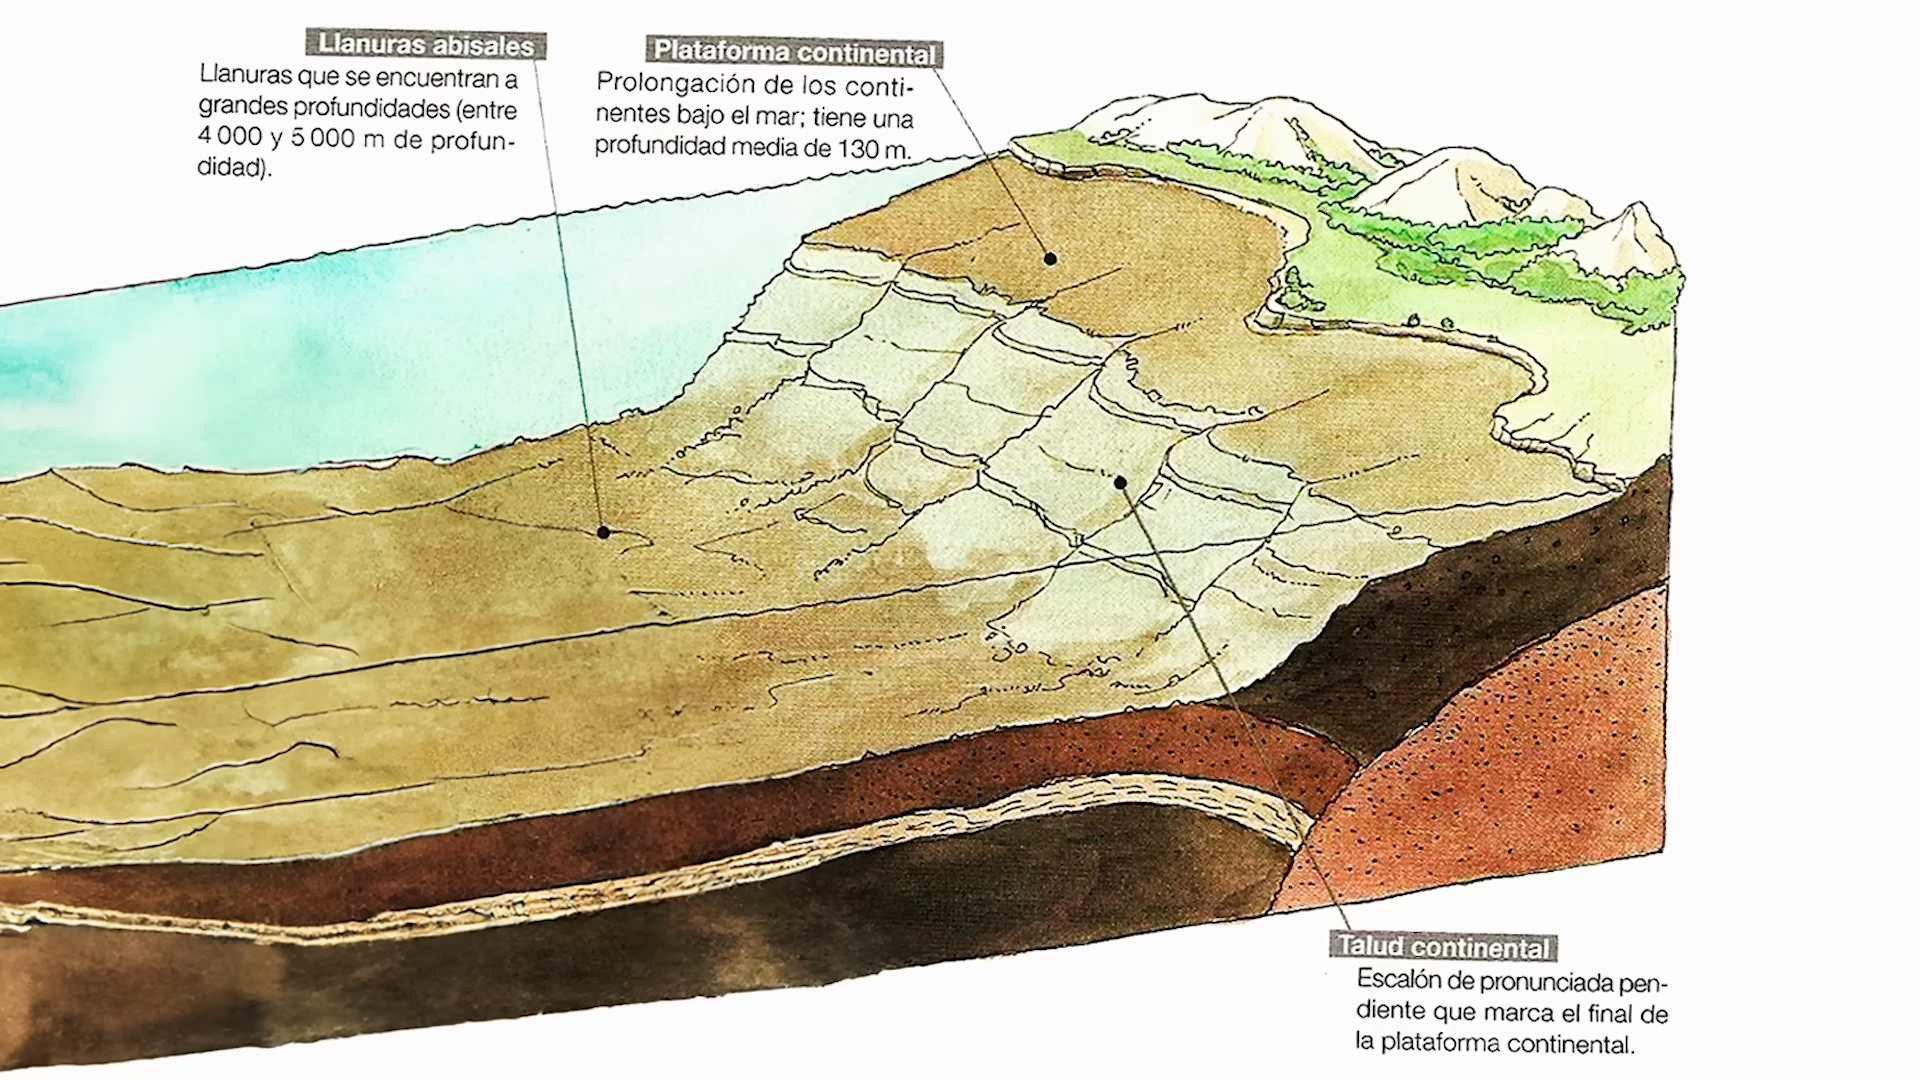 Llanuras abisales
Llanuras que se encuentran a
grandes profundidades (entre
4 000 y 5 000 m de profun-
didad).
Plataforma continental
Prolongación de los conti-
nentes bajo el mar; tiene una
profundidad media de 130 m.
Talud continental
Escalón de pronunciada pen-
diente que marca el final de
la plataforma continental.